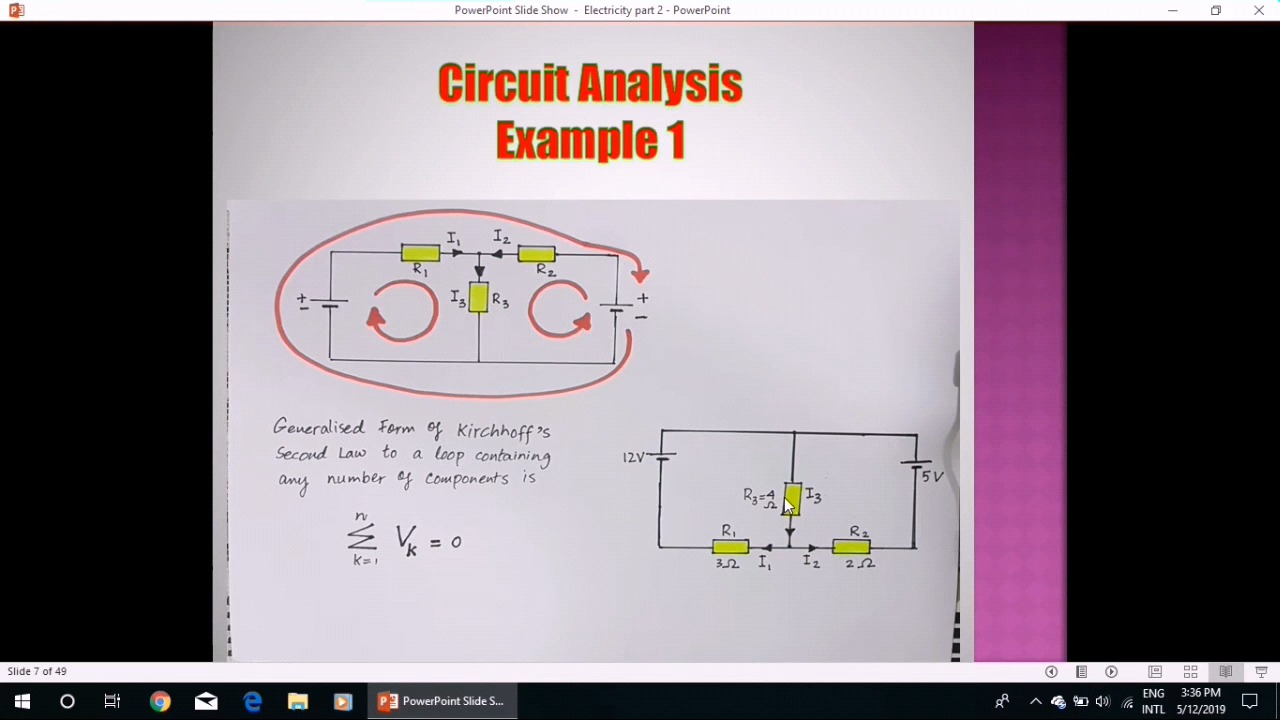 PowerPoint Slide Show - Electricity part 2 - PowerPoint
Circuit Analysis
Example 1
I1 I2
R1 R2
I3 R3
+ -
+ -
Generalised Form of Kirchhoff's
Second Law to a loop containing
any number of components is
n
Σ Vk = 0
k=1
12V
5V
R3=4Ω I3
R1 R2
3Ω I1 I2 2Ω
Slide 7 of 49
PowerPoint Slide S...
ENG
INTL
3:36 PM
5/12/2019